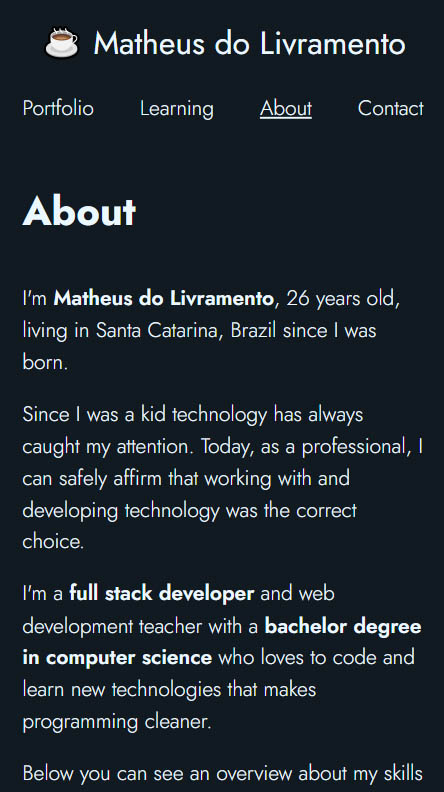 Matheus do Livramento
Portfolio Learning About Contact
About
I'm Matheus do Livramento, 26 years old,
living in Santa Catarina, Brazil since I was
born.
Since I was a kid technology has always
caught my attention. Today, as a professional, I
can safely affirm that working with and
developing technology was the correct
choice.
I'm a full stack developer and web
development teacher with a bachelor degree
in computer science who loves to code and
learn new technologies that makes
programming cleaner.
Below you can see an overview about my skills